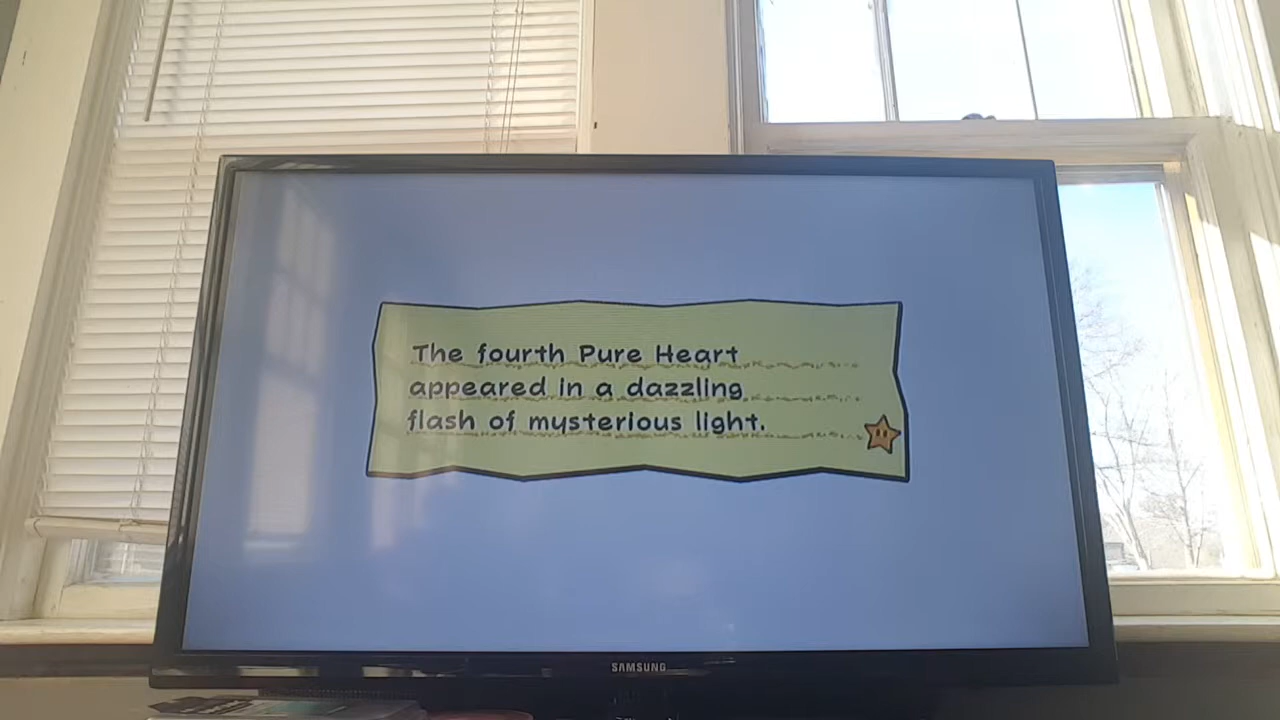 The fourth Pure Heart
appeared in a dazzling
flash of mysterious light.
SAMSUNG